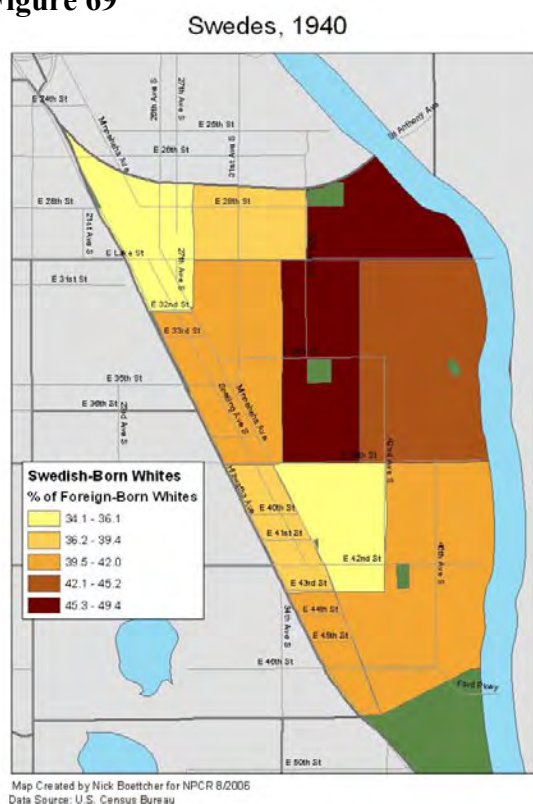 Figure 69
Swedes, 1940
E 24th St
27th Ave S
26th Ave S
Minnehaha Ave
31st Ave S
E 25th St
St Anthony Ave
E 26th St
E 28th St
E 28th St
21st Ave S
E Lake St
27th Ave S
E 31st St
E 32nd St
E 33rd St
E 35th St
E 36th St
Minnehaha Ave
Snelling Ave S
42nd Ave S
Hiawatha Ave
E 40th St
E 41st St
E 42nd St
E 43rd St
E 44th St
E 45th St
34th Ave S
46th Ave S
E 46th St
Ford Pkwy
E 50th St
Swedish-Born Whites
% of Foreign-Born Whites
34.1 - 36.1
36.2 - 39.4
39.5 - 42.0
42.1 - 45.2
45.3 - 49.4
Map Created by Nick Boettcher for NPCR 8/2006
Data Source: U.S. Census Bureau